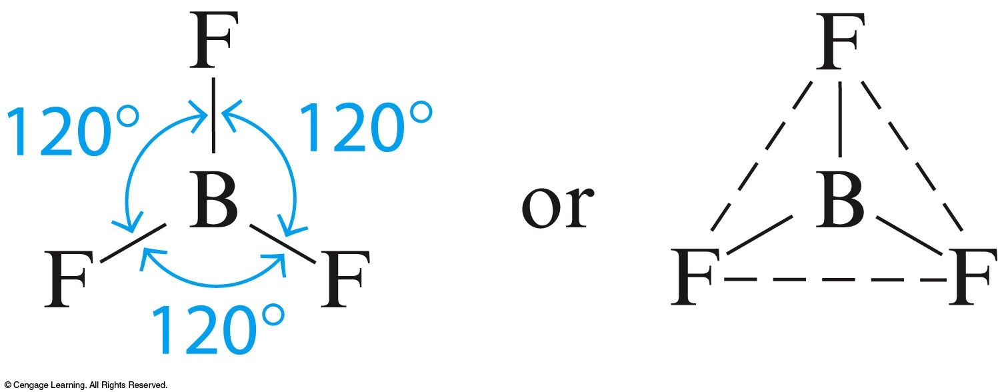 F F
120° 120°
B or B
F F F F
120°
© Cengage Learning. All Rights Reserved.